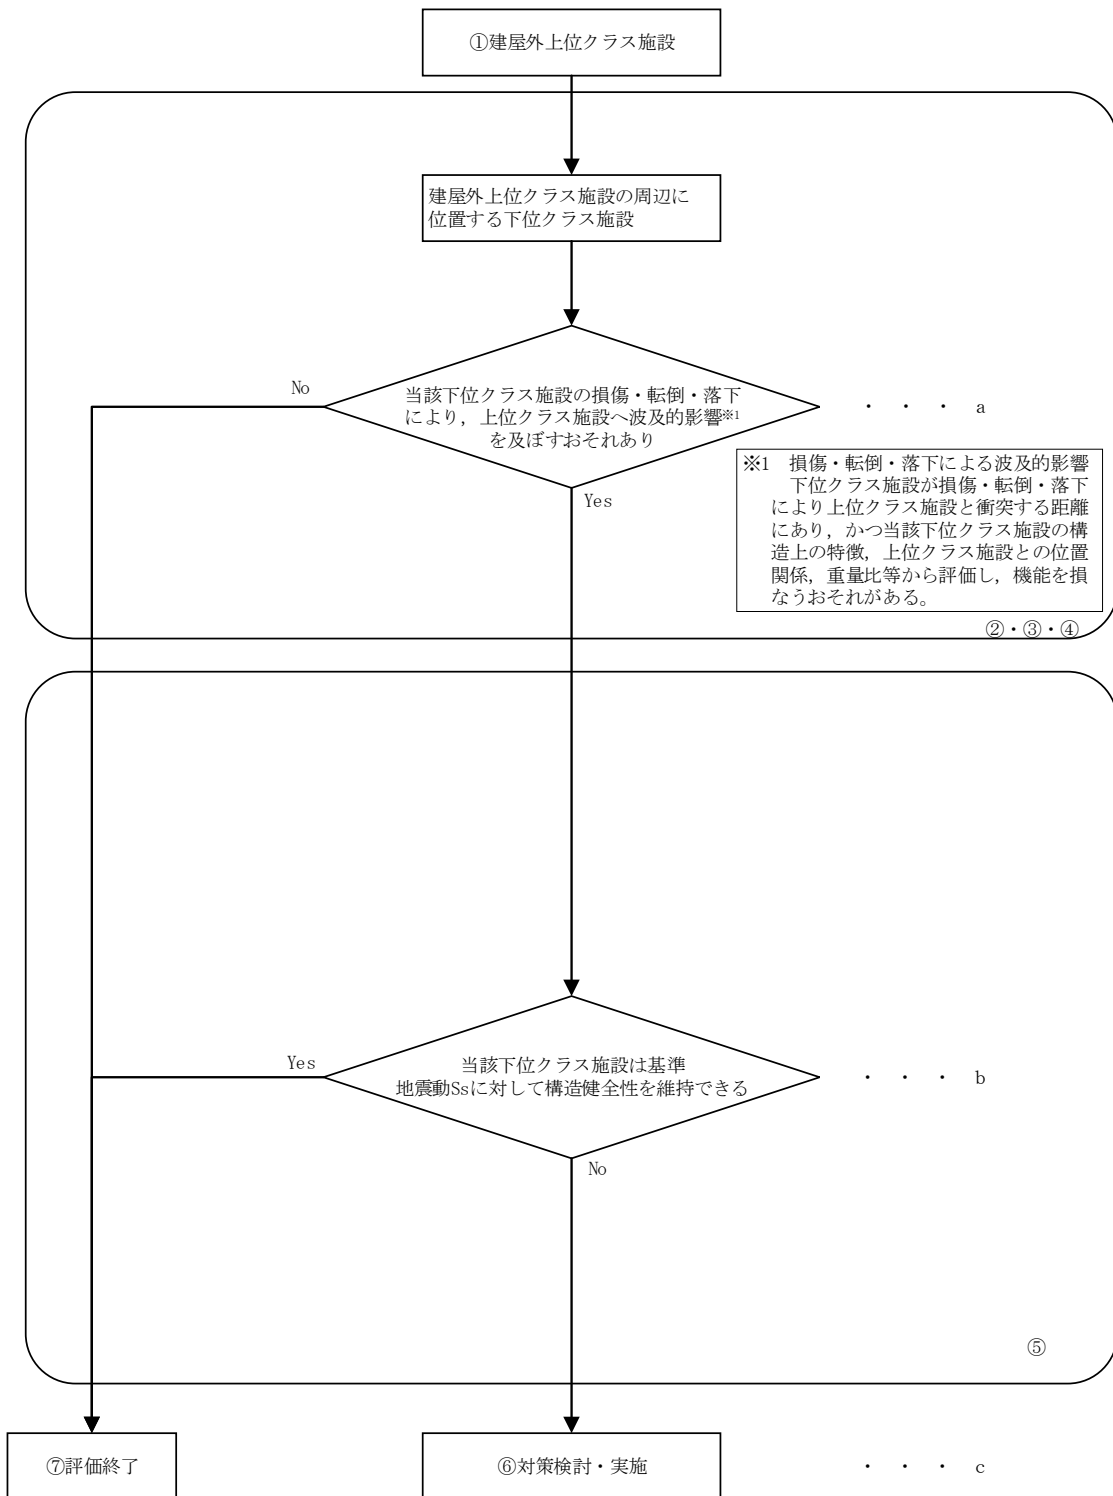 ①建屋外上位クラス施設
建屋外上位クラス施設の周辺に
位置する下位クラス施設
No
当該下位クラス施設の損傷・転倒・落下
により，上位クラス施設へ波及的影響※1
を及ぼすおそれあり
・ ・ ・ a
Yes
※1 損傷・転倒・落下による波及的影響
下位クラス施設が損傷・転倒・落下
により上位クラス施設と衝突する距離
にあり，かつ当該下位クラス施設の構
造上の特徴，上位クラス施設との位置
関係，重量比等から評価し，機能を損
なうおそれがある。
②・③・④
Yes
当該下位クラス施設は基準
地震動Ssに対して構造健全性を維持できる
・ ・ ・ b
No
⑤
⑦評価終了
⑥対策検討・実施
・ ・ ・ c